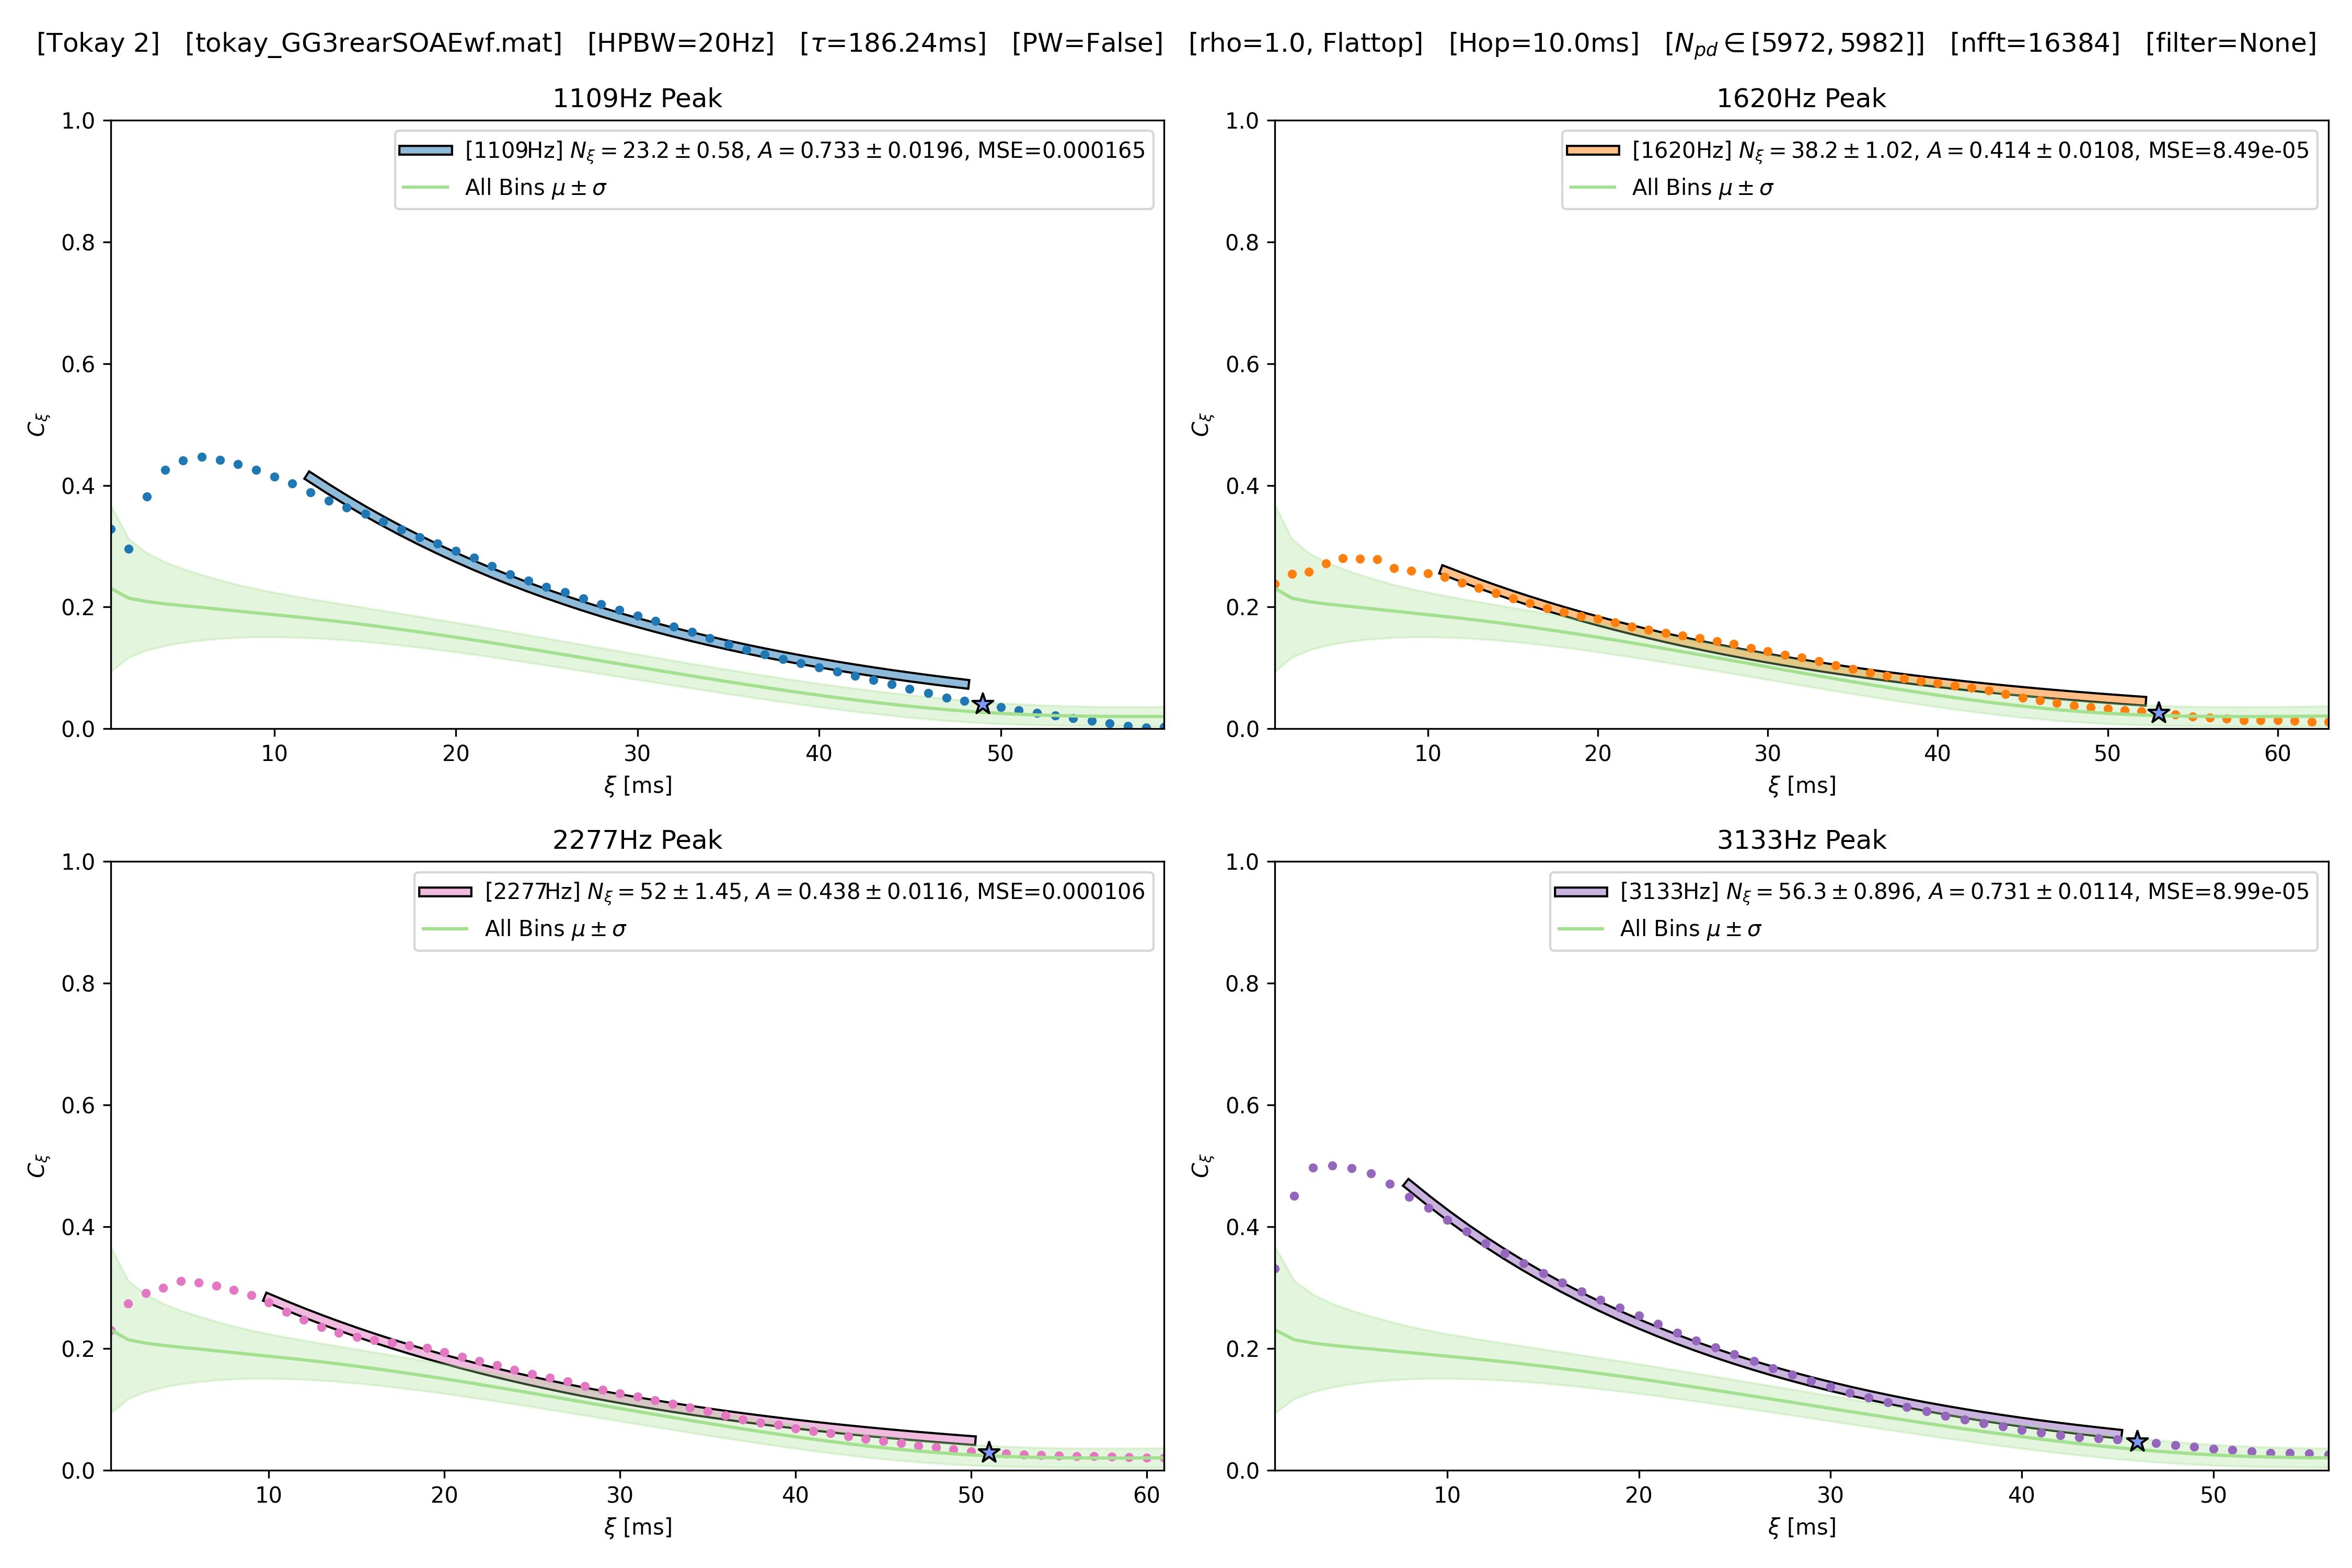 [Tokay 2] [tokay_GG3rearSOAEwf.mat] [HPBW=20Hz] [τ=186.24ms] [PW=False] [rho=1.0, Flattop] [Hop=10.0ms] [N_pd ∈ [5972, 5982]] [nfft=16384] [filter=None]
1109Hz Peak
[1109Hz] N_ξ = 23.2 ± 0.58, A = 0.733 ± 0.0196, MSE=0.000165
All Bins μ ± σ
1.0
0.8
0.6
0.4
0.2
0.0
C_ξ
10 20 30 40 50
ξ [ms]
1620Hz Peak
[1620Hz] N_ξ = 38.2 ± 1.02, A = 0.414 ± 0.0108, MSE=8.49e-05
All Bins μ ± σ
1.0
0.8
0.6
0.4
0.2
0.0
C_ξ
10 20 30 40 50 60
ξ [ms]
2277Hz Peak
[2277Hz] N_ξ = 52 ± 1.45, A = 0.438 ± 0.0116, MSE=0.000106
All Bins μ ± σ
1.0
0.8
0.6
0.4
0.2
0.0
C_ξ
10 20 30 40 50 60
ξ [ms]
3133Hz Peak
[3133Hz] N_ξ = 56.3 ± 0.896, A = 0.731 ± 0.0114, MSE=8.99e-05
All Bins μ ± σ
1.0
0.8
0.6
0.4
0.2
0.0
C_ξ
10 20 30 40 50
ξ [ms]